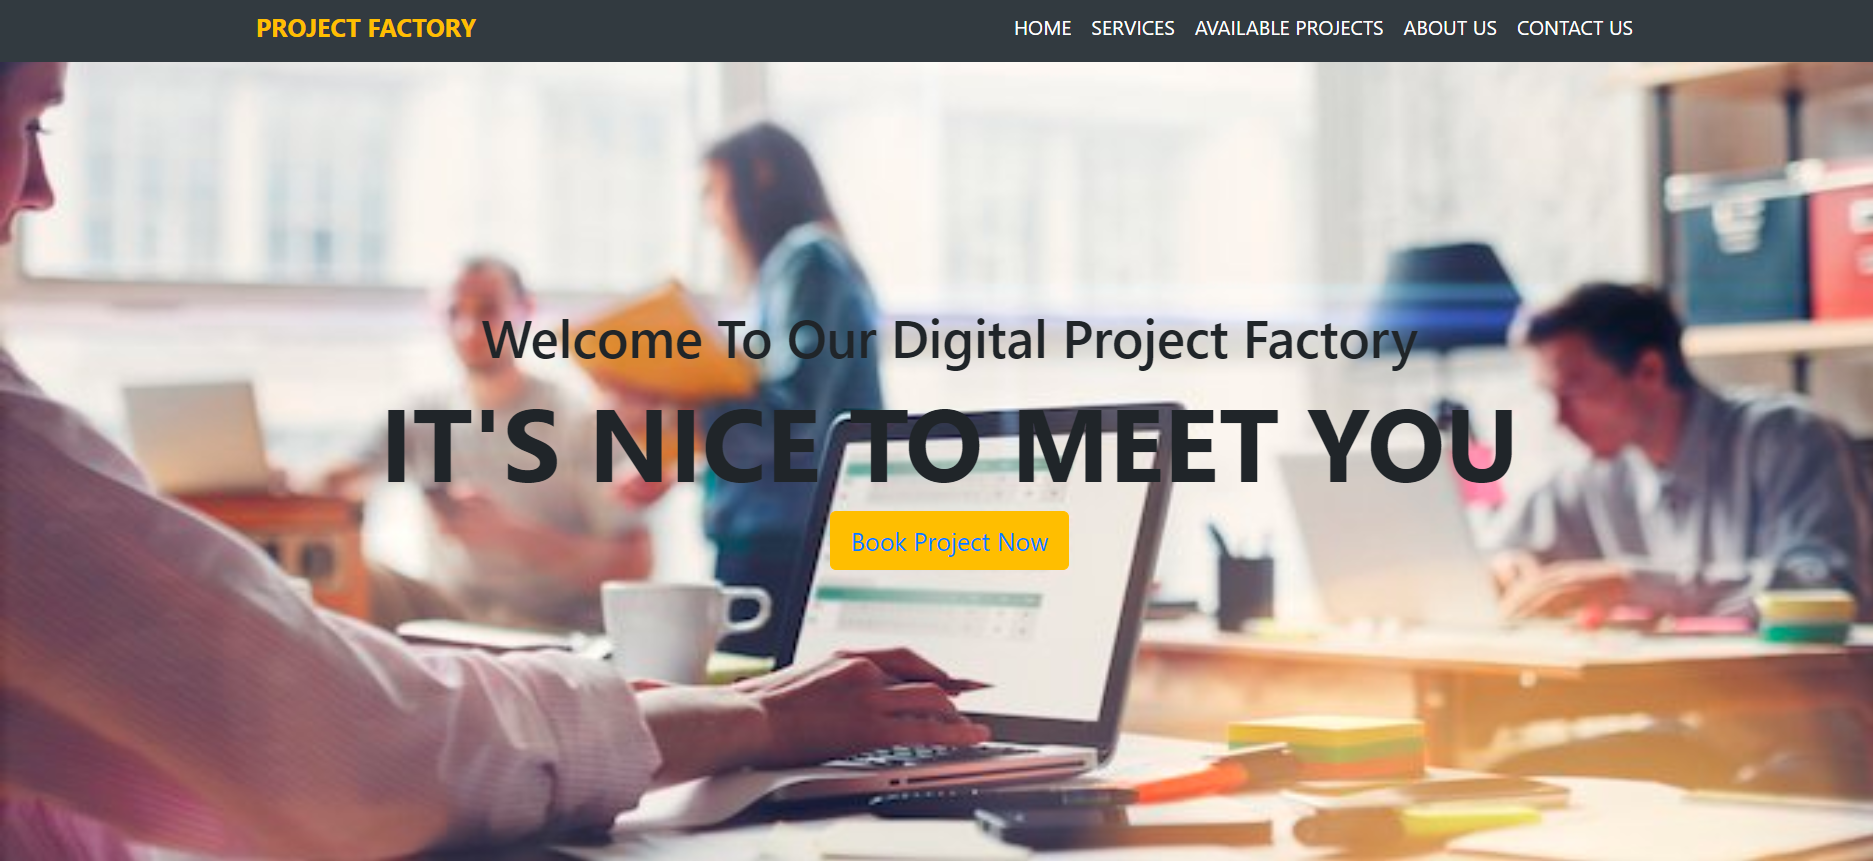 PROJECT FACTORY
HOME SERVICES AVAILABLE PROJECTS ABOUT US CONTACT US
Welcome To Our Digital Project Factory
IT'S NICE TO MEET YOU
Book Project Now